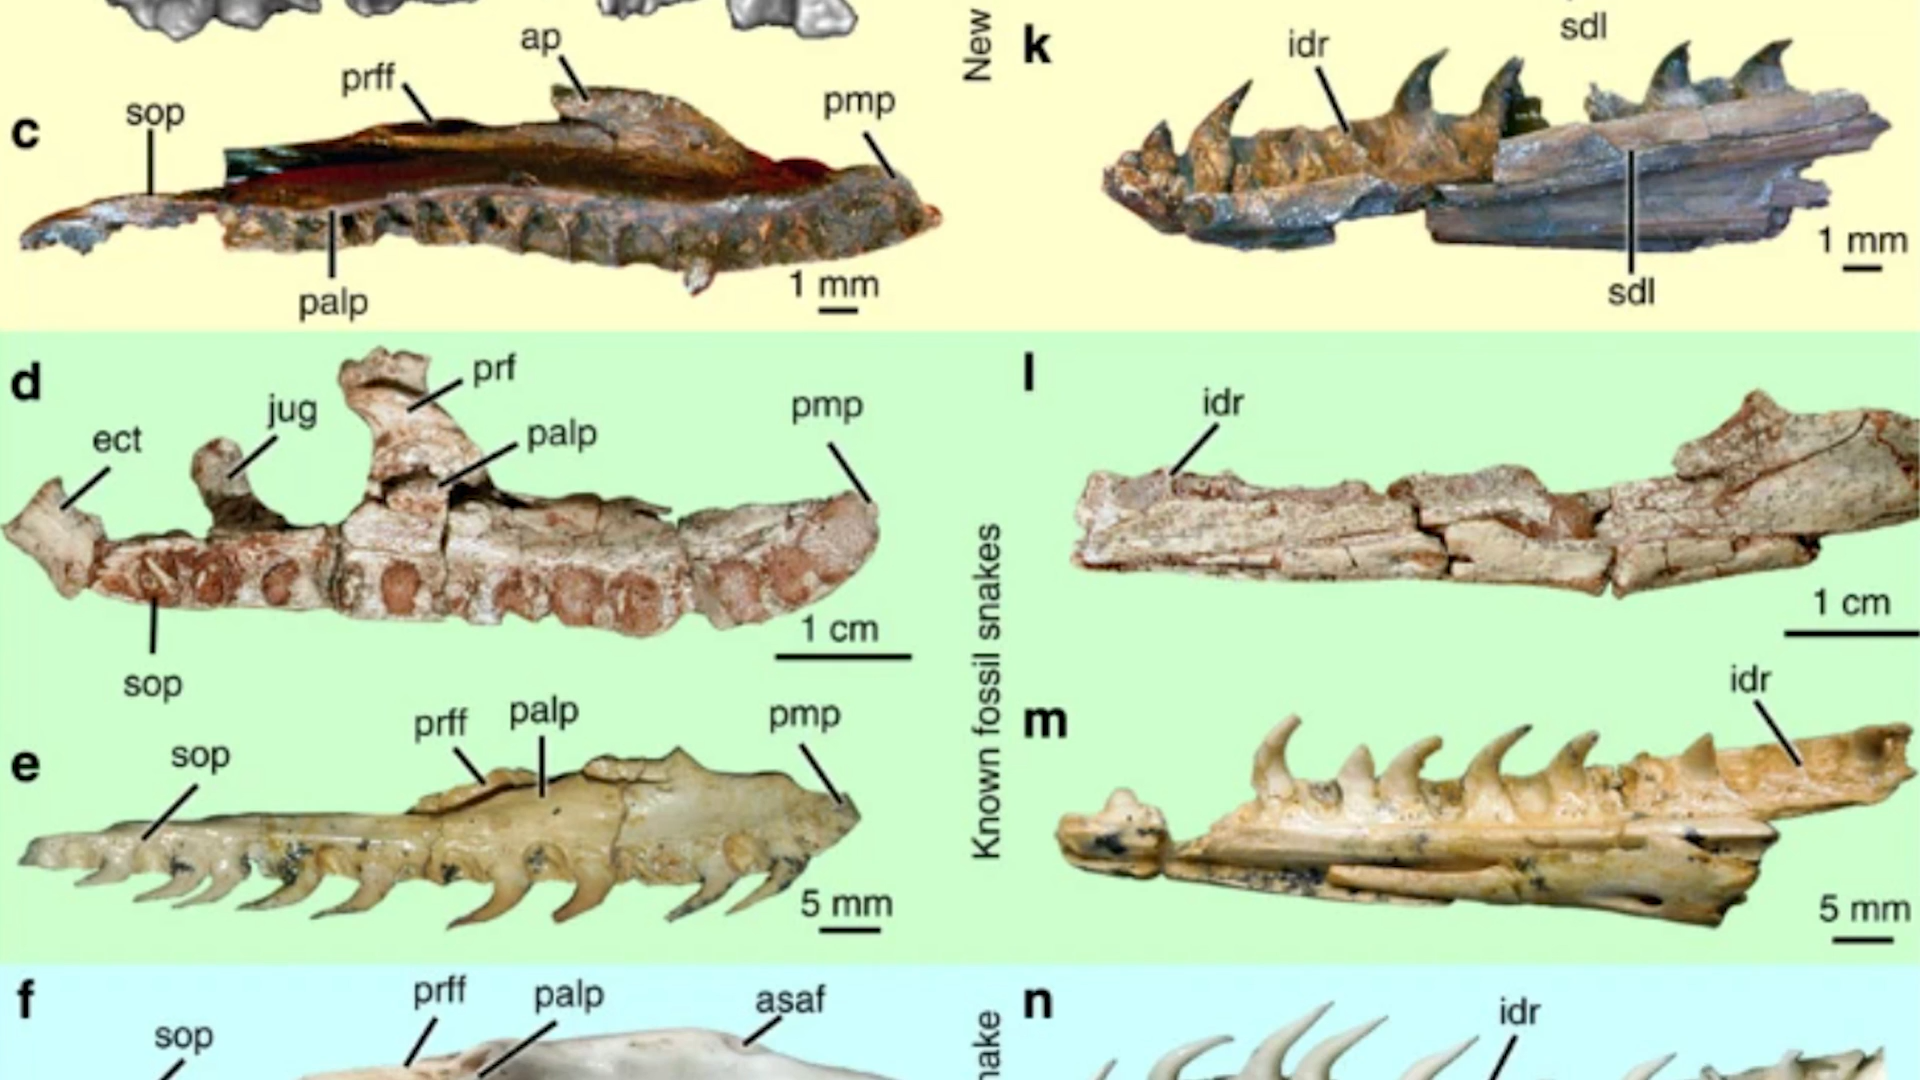 c
sop
prff
ap
pmp
palp
1 mm
New
k
idr
sdl
sdl
1 mm
d
ect
jug
prf
palp
pmp
sop
1 cm
l
idr
1 cm
Known fossil snakes
e
sop
prff
palp
pmp
5 mm
m
idr
5 mm
f
sop
prff
palp
asaf
n
idr